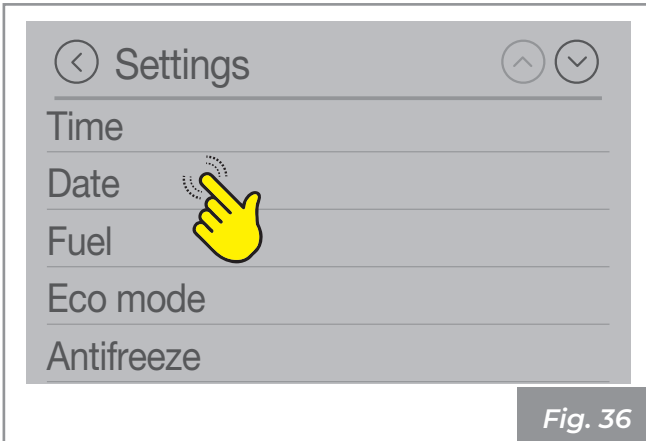 Settings
Time
Date
Fuel
Eco mode
Antifreeze
Fig. 36